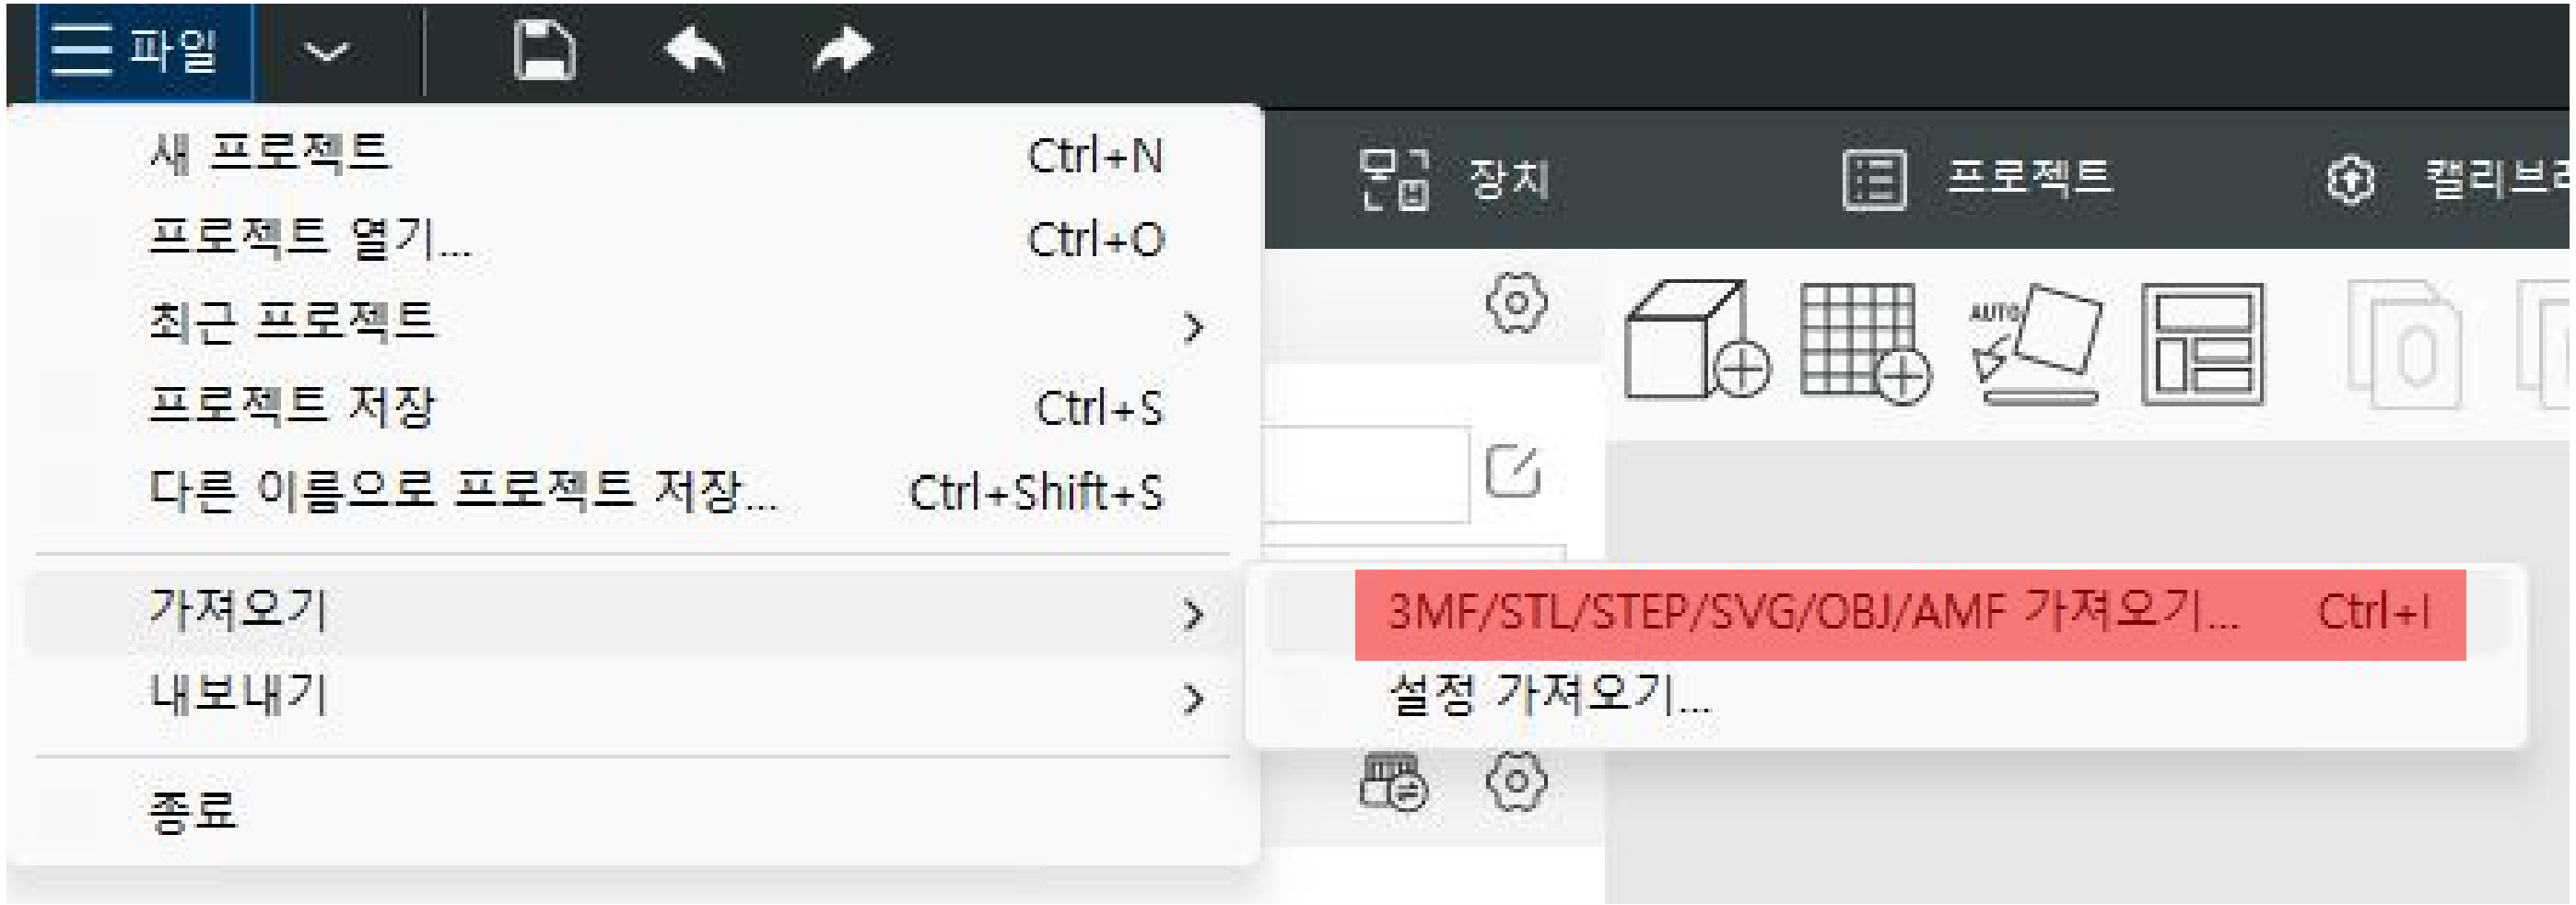 파일
장치 프로젝트
새 프로젝트 Ctrl+N
프로젝트 열기... Ctrl+O
최근 프로젝트
AUTO
프로젝트 저장 Ctrl+S
다른 이름으로 프로젝트 저장... Ctrl+Shift+S
가져오기
3MF/STL/STEP/SVG/OBJ/AMF 가져오기... Ctrl+I
내보내기
설정 가져오기...
종료